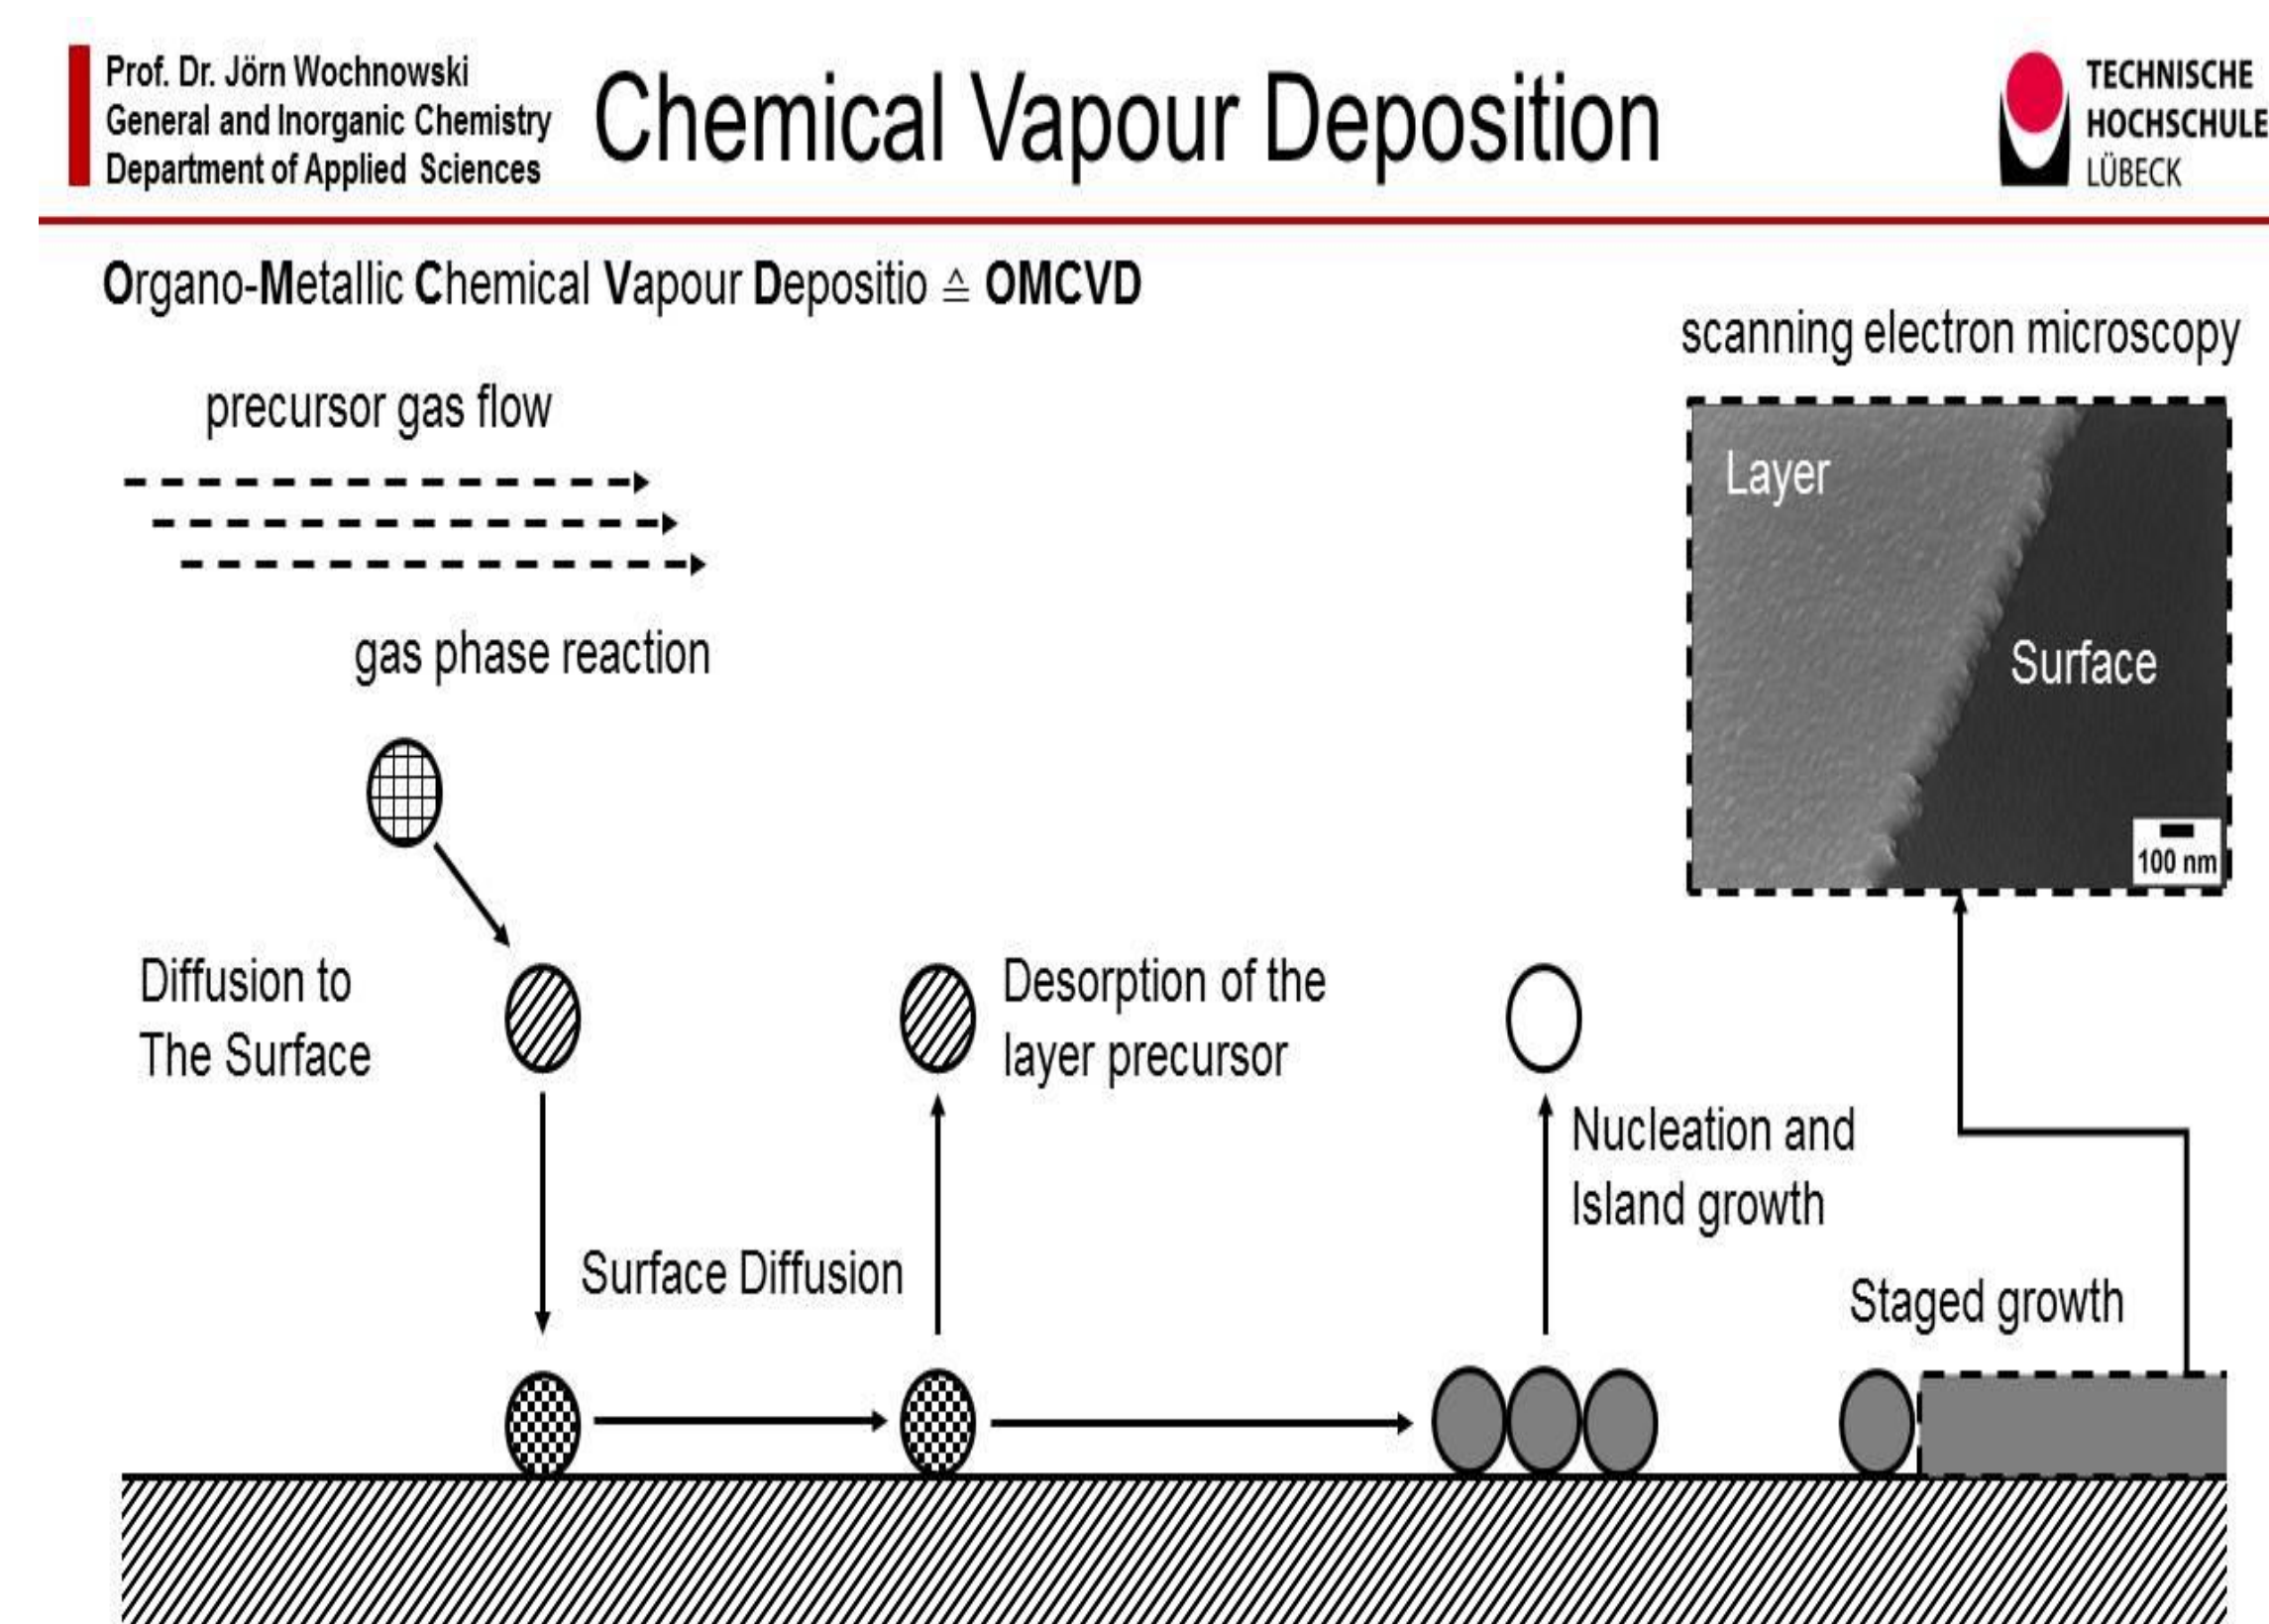 Prof. Dr. Jörn Wochnowski
General and Inorganic Chemistry
Department of Applied Sciences
Chemical Vapour Deposition
TECHNISCHE
HOCHSCHULE
LÜBECK
Organo-Metallic Chemical Vapour Depositio ≙ OMCVD
scanning electron microscopy
precursor gas flow
Layer
gas phase reaction
Surface
100 nm
Diffusion to
The Surface
Desorption of the
layer precursor
Nucleation and
Island growth
Surface Diffusion
Staged growth